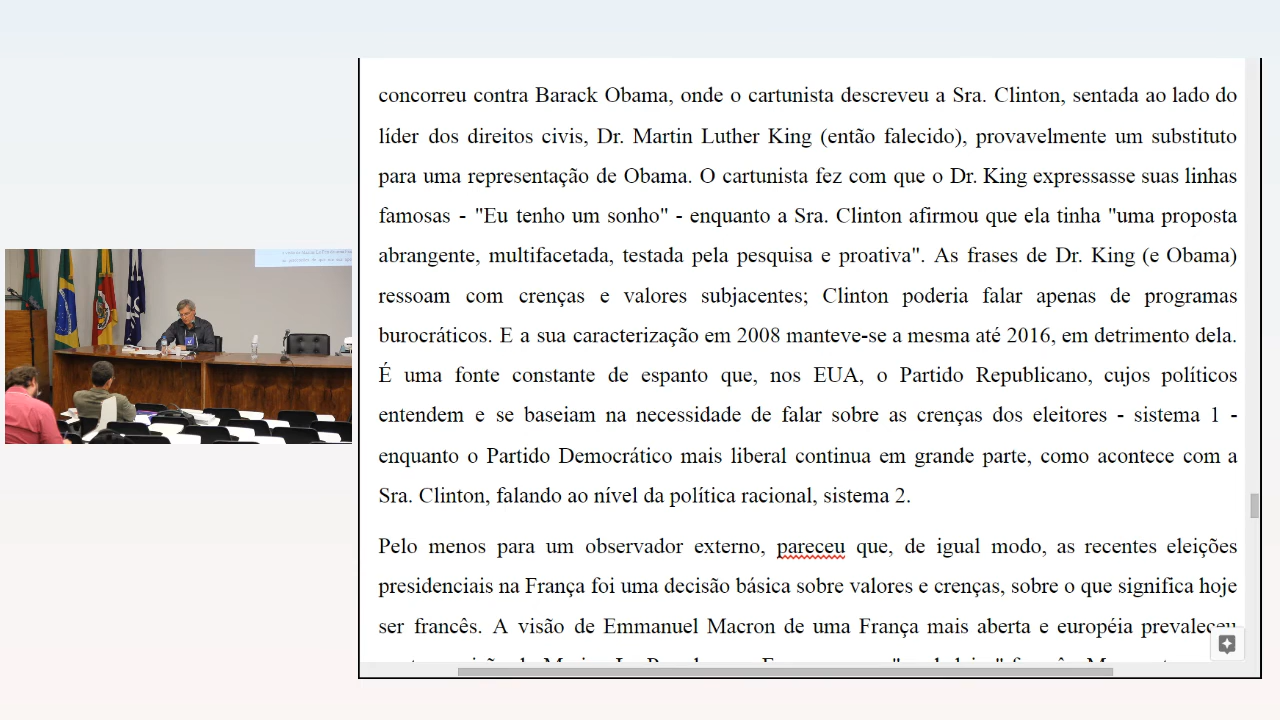 concorreu contra Barack Obama, onde o cartunista descreveu a Sra. Clinton, sentada ao lado do
líder dos direitos civis, Dr. Martin Luther King (então falecido), provavelmente um substituto
para uma representação de Obama. O cartunista fez com que o Dr. King expressasse suas linhas
famosas - "Eu tenho um sonho" - enquanto a Sra. Clinton afirmou que ela tinha "uma proposta
abrangente, multifacetada, testada pela pesquisa e proativa". As frases de Dr. King (e Obama)
ressoam com crenças e valores subjacentes; Clinton poderia falar apenas de programas
burocráticos. E a sua caracterização em 2008 manteve-se a mesma até 2016, em detrimento dela.
É uma fonte constante de espanto que, nos EUA, o Partido Republicano, cujos políticos
entendem e se baseiam na necessidade de falar sobre as crenças dos eleitores - sistema 1 -
enquanto o Partido Democrático mais liberal continua em grande parte, como acontece com a
Sra. Clinton, falando ao nível da política racional, sistema 2.
Pelo menos para um observador externo, pareceu que, de igual modo, as recentes eleições
presidenciais na França foi uma decisão básica sobre valores e crenças, sobre o que significa hoje
ser francês. A visão de Emmanuel Macron de uma França mais aberta e européia prevaleceu